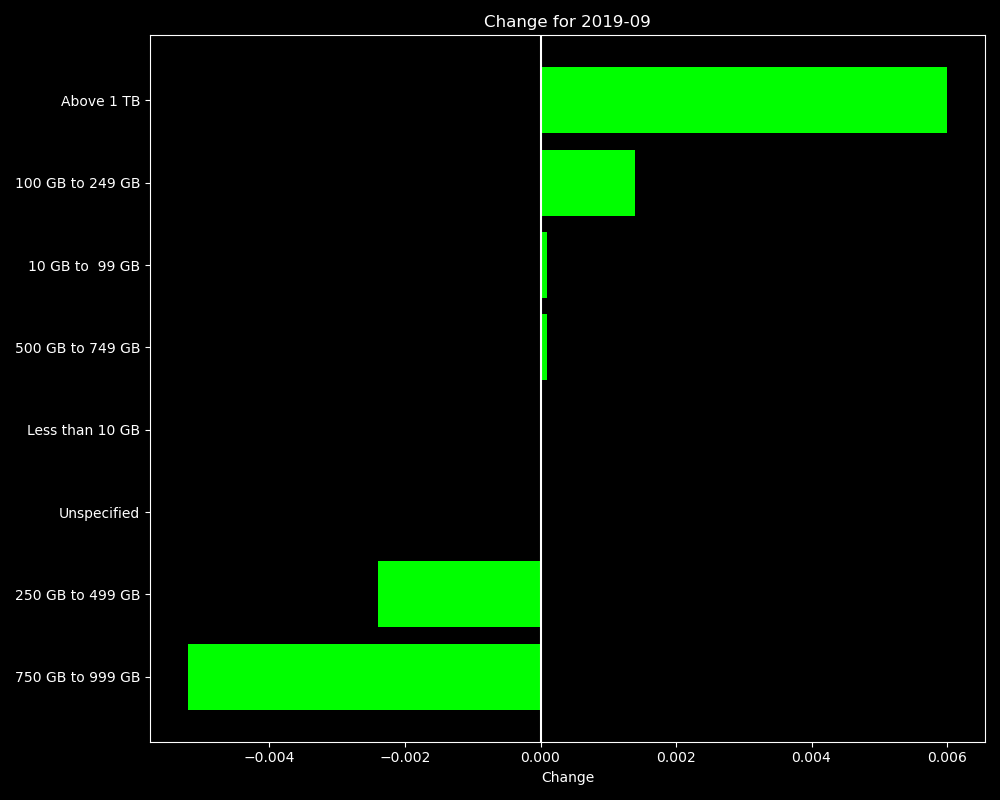 Change for 2019-09
Above 1 TB
100 GB to 249 GB
10 GB to  99 GB
500 GB to 749 GB
Less than 10 GB
Unspecified
250 GB to 499 GB
750 GB to 999 GB
−0.004 −0.002 0.000 0.002 0.004 0.006
Change